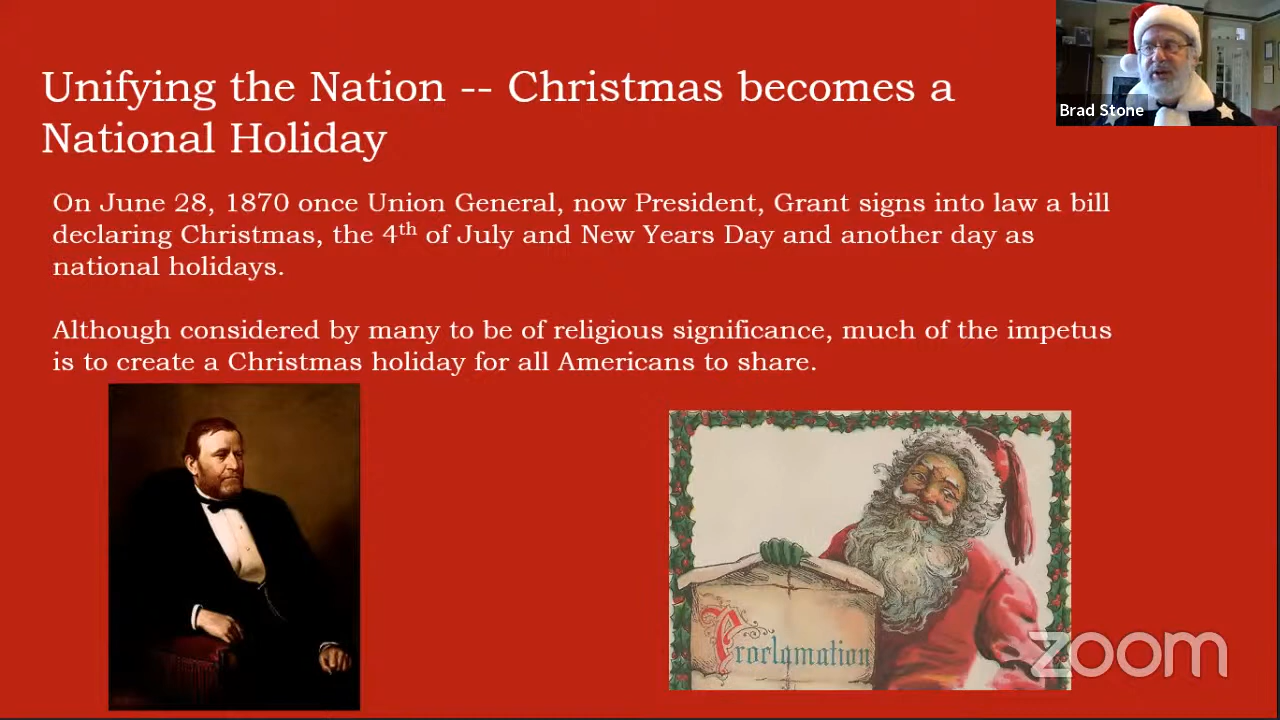 Unifying the Nation -- Christmas becomes a
National Holiday
Brad Stone
On June 28, 1870 once Union General, now President, Grant signs into law a bill
declaring Christmas, the 4th of July and New Years Day and another day as
national holidays.
Although considered by many to be of religious significance, much of the impetus
is to create a Christmas holiday for all Americans to share.
Proclamation
zoom